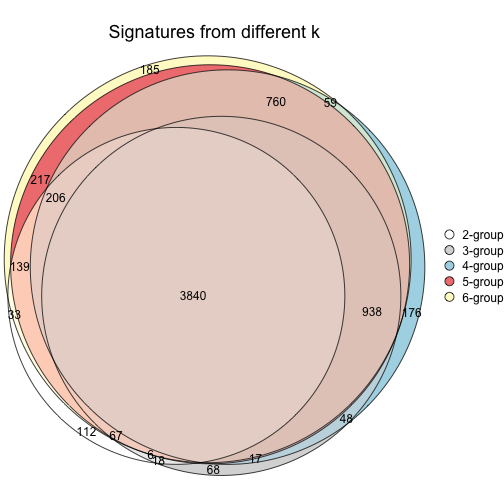 Signatures from different k
185
760
59
217
206
139
3840
33
938
176
2-group
3-group
4-group
5-group
6-group
112
67
6
18
68
17
48